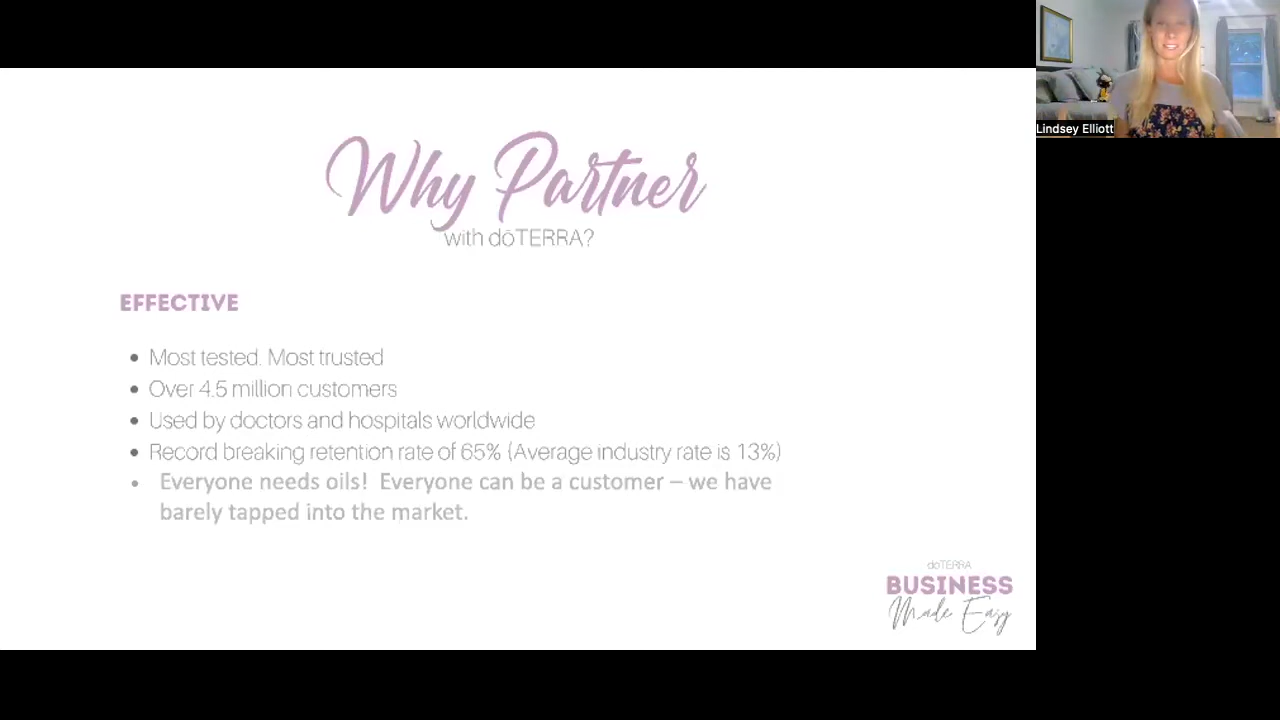 Lindsey Elliott
Why Partner
with dōTERRA?
EFFECTIVE
• Most tested. Most trusted
• Over 4.5 million customers
• Used by doctors and hospitals worldwide
• Record breaking retention rate of 65% (Average industry rate is 13%)
• Everyone needs oils!  Everyone can be a customer – we have
barely tapped into the market.
dōTERRA
BUSINESS
Made Easy